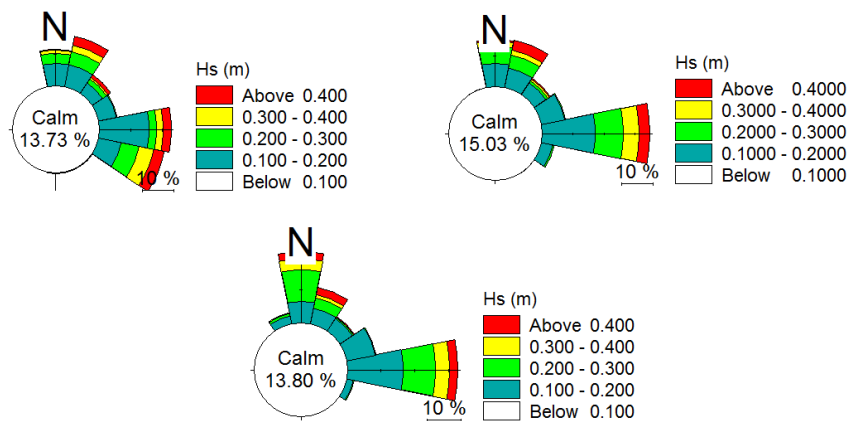 N
Calm
13.73 %
10 %
Hs (m)
Above 0.400
0.300 - 0.400
0.200 - 0.300
0.100 - 0.200
Below 0.100
N
Calm
15.03 %
10 %
Hs (m)
Above 0.4000
0.3000 - 0.4000
0.2000 - 0.3000
0.1000 - 0.2000
Below 0.1000
N
Calm
13.80 %
10 %
Hs (m)
Above 0.400
0.300 - 0.400
0.200 - 0.300
0.100 - 0.200
Below 0.100